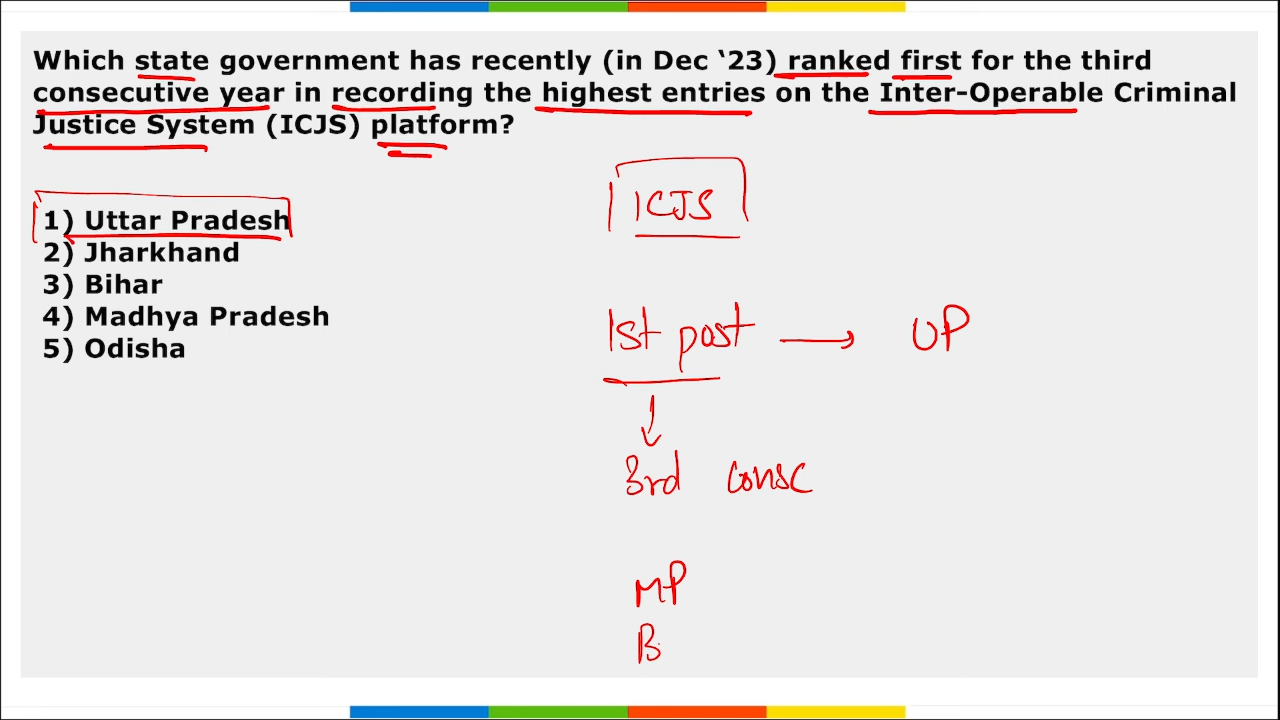 Which state government has recently (in Dec ‘23) ranked first for the third
consecutive year in recording the highest entries on the Inter-Operable Criminal
Justice System (ICJS) platform?
1) Uttar Pradesh
2) Jharkhand
3) Bihar
4) Madhya Pradesh
5) Odisha
ICJS
1st post → UP
3rd consc
MP
B